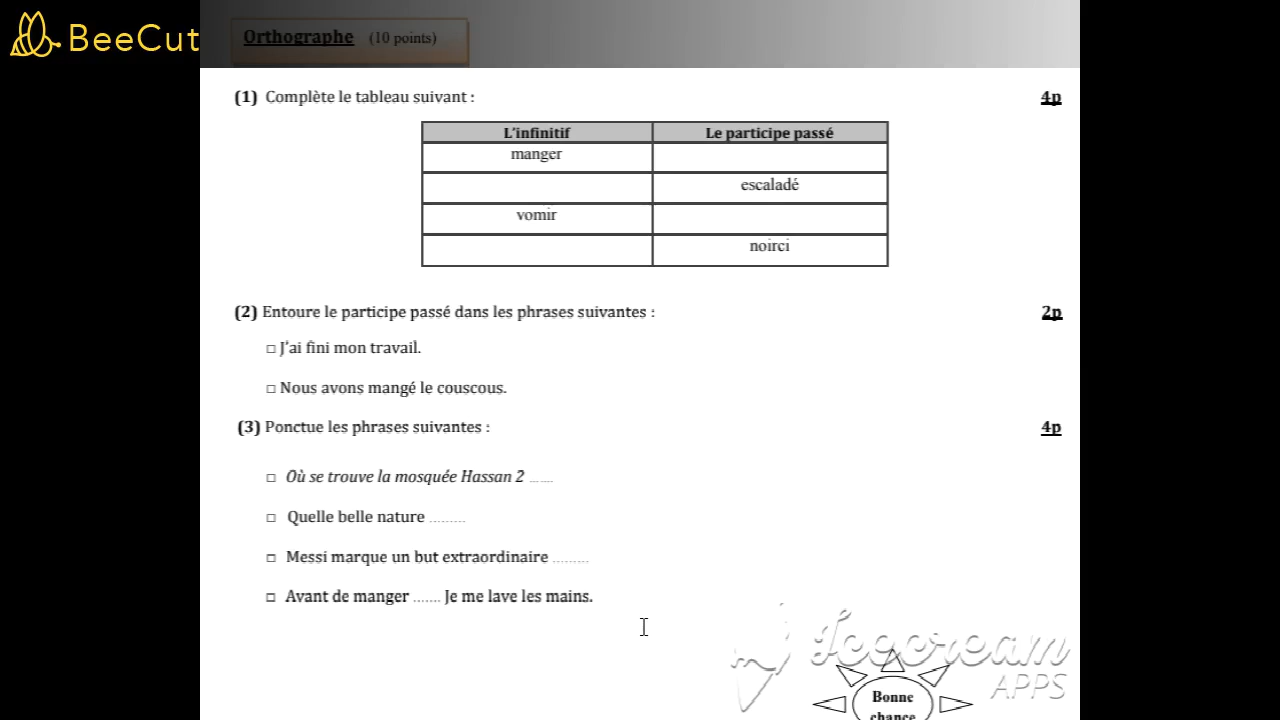 BeeCut
Orthographe (10 points)
(1) Complète le tableau suivant : 4p
L'infinitif Le participe passé
manger
escaladé
vomir
noirci
(2) Entoure le participe passé dans les phrases suivantes : 2p
□ J'ai fini mon travail.
□ Nous avons mangé le couscous.
(3) Ponctue les phrases suivantes : 4p
□ Où se trouve la mosquée Hassan 2 .......
□ Quelle belle nature .........
□ Messi marque un but extraordinaire .........
□ Avant de manger ....... Je me lave les mains.
Icecream
APPS
Bonne
chance